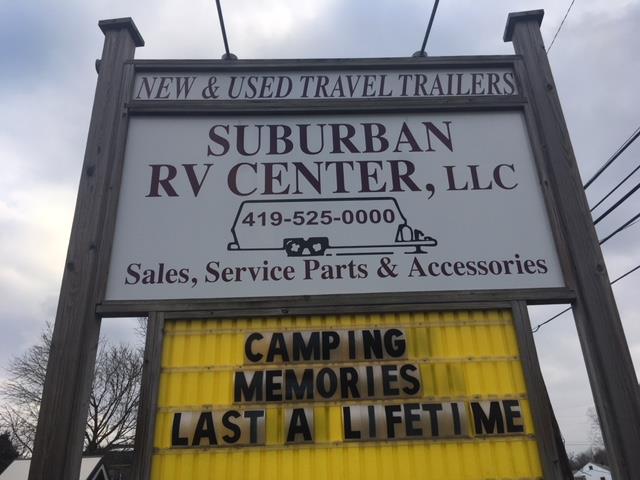 NEW & USED TRAVEL TRAILERS
SUBURBAN
RV CENTER, LLC
419-525-0000
Sales, Service Parts & Accessories
CAMPING
MEMORIES
LAST A LIFETIME